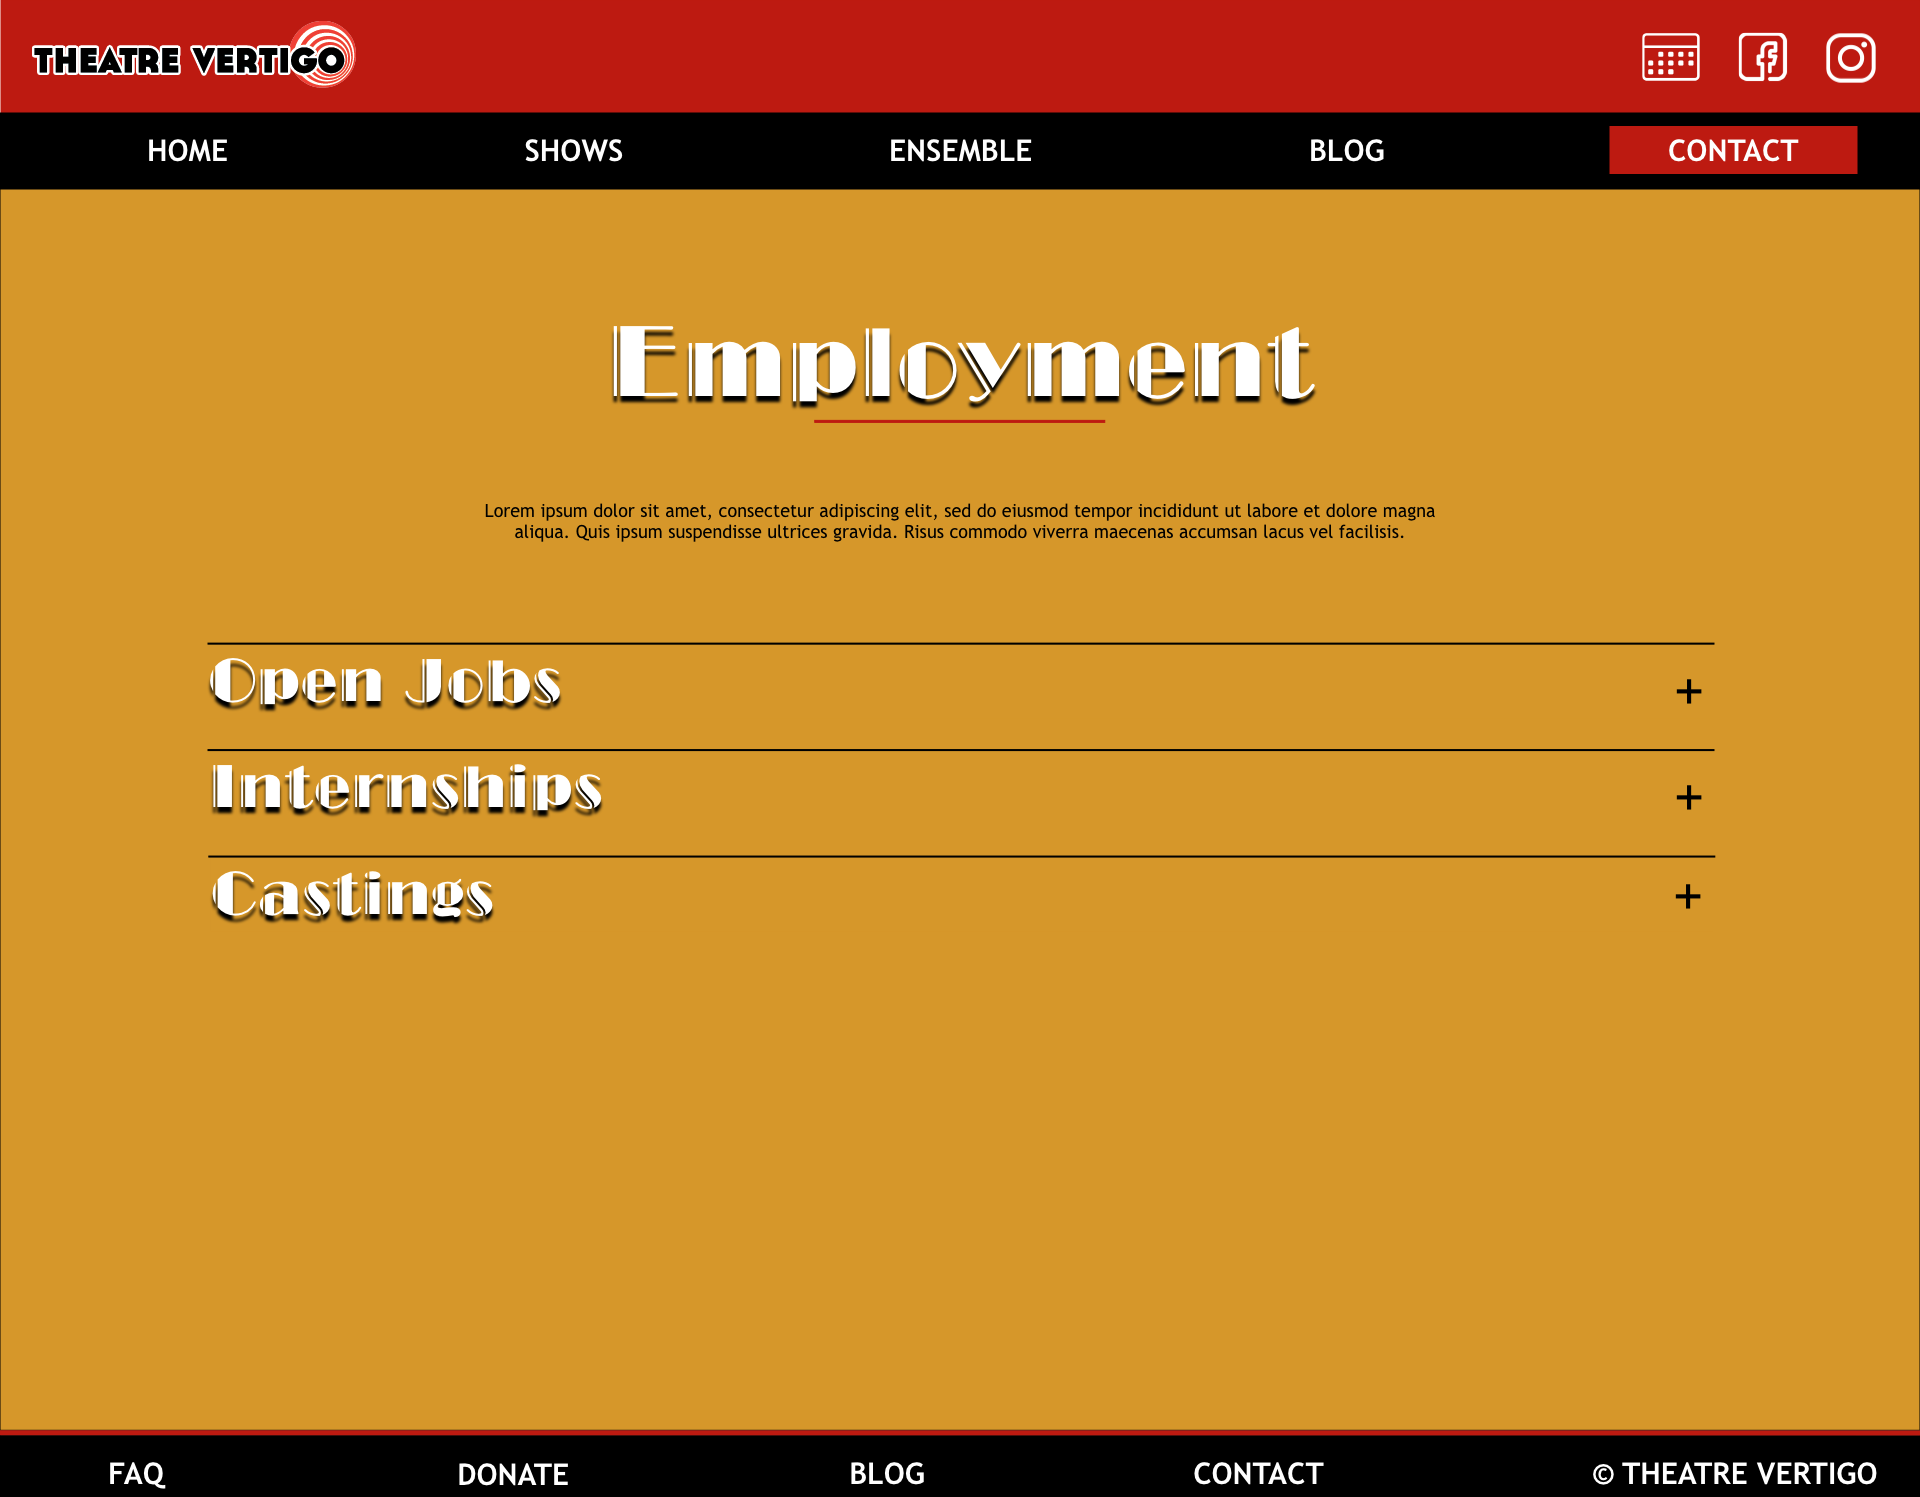 THEATRE VERTIGO
HOME SHOWS ENSEMBLE BLOG CONTACT
Employment
Lorem ipsum dolor sit amet, consectetur adipiscing elit, sed do eiusmod tempor incididunt ut labore et dolore magna
aliqua. Quis ipsum suspendisse ultrices gravida. Risus commodo viverra maecenas accumsan lacus vel facilisis.
Open Jobs +
Internships +
Castings +
FAQ DONATE BLOG CONTACT © THEATRE VERTIGO